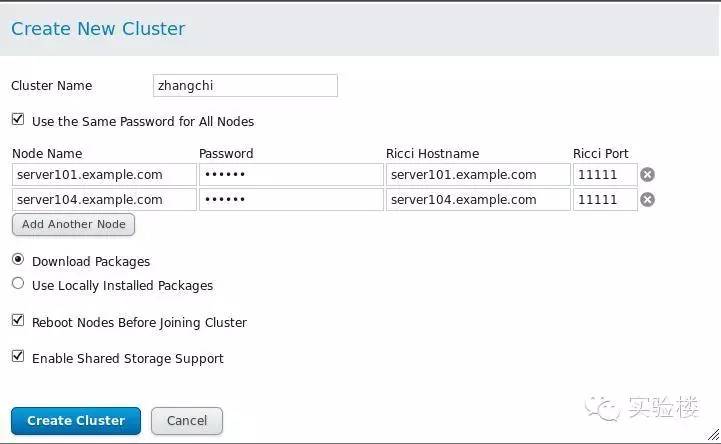 Create New Cluster
Cluster Name zhangchi
Use the Same Password for All Nodes
Node Name Password Ricci Hostname Ricci Port
server101.example.com •••••• server101.example.com 11111
server104.example.com •••••• server104.example.com 11111
Add Another Node
Download Packages
Use Locally Installed Packages
Reboot Nodes Before Joining Cluster
Enable Shared Storage Support
Create Cluster Cancel
实验楼